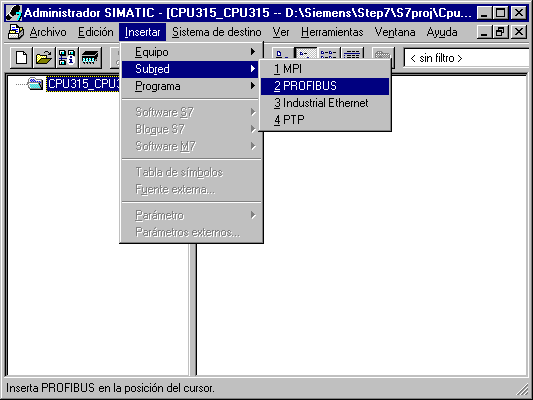 Administrador SIMATIC - [CPU315_CPU315 -- D:\Siemens\Step7\S7proj\Cpu...
Archivo Edición Insertar Sistema de destino Ver Herramientas Ventana Ayuda
< sin filtro >
CPU315_CPU3
Equipo
Subred
Programa
Software S7
Bloque S7
Software M7
Tabla de símbolos
Fuente externa...
Parámetro
Parámetros externos...
1 MPI
2 PROFIBUS
3 Industrial Ethernet
4 PTP
Inserta PROFIBUS en la posición del cursor.